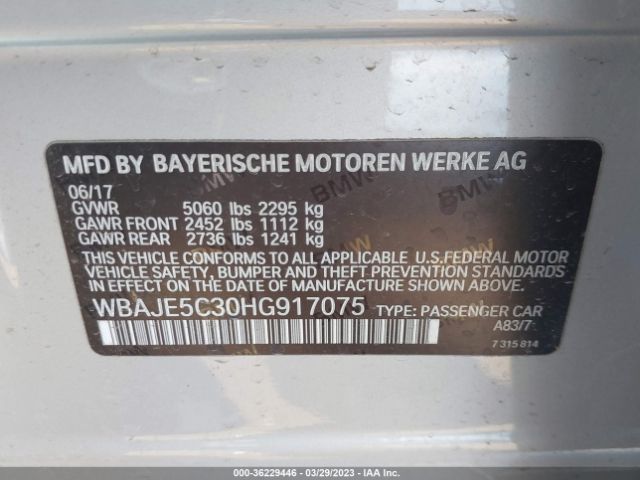 MFD BY BAYERISCHE MOTOREN WERKE AG
06/17
GVWR 5060 lbs 2295 kg
GAWR FRONT 2452 lbs 1112 kg
GAWR REAR 2736 lbs 1241 kg
THIS VEHICLE CONFORMS TO ALL APPLICABLE U.S.FEDERAL MOTOR
VEHICLE SAFETY, BUMPER, AND THEFT PREVENTION STANDARDS
IN EFFECT ON THE DATE OF MANUFACTURE SHOWN ABOVE.
WBAJE5C30HG917075 TYPE: PASSENGER CAR
A83/7
7 315 814
000-36229446 - 03/29/2023 - IAAI.COM